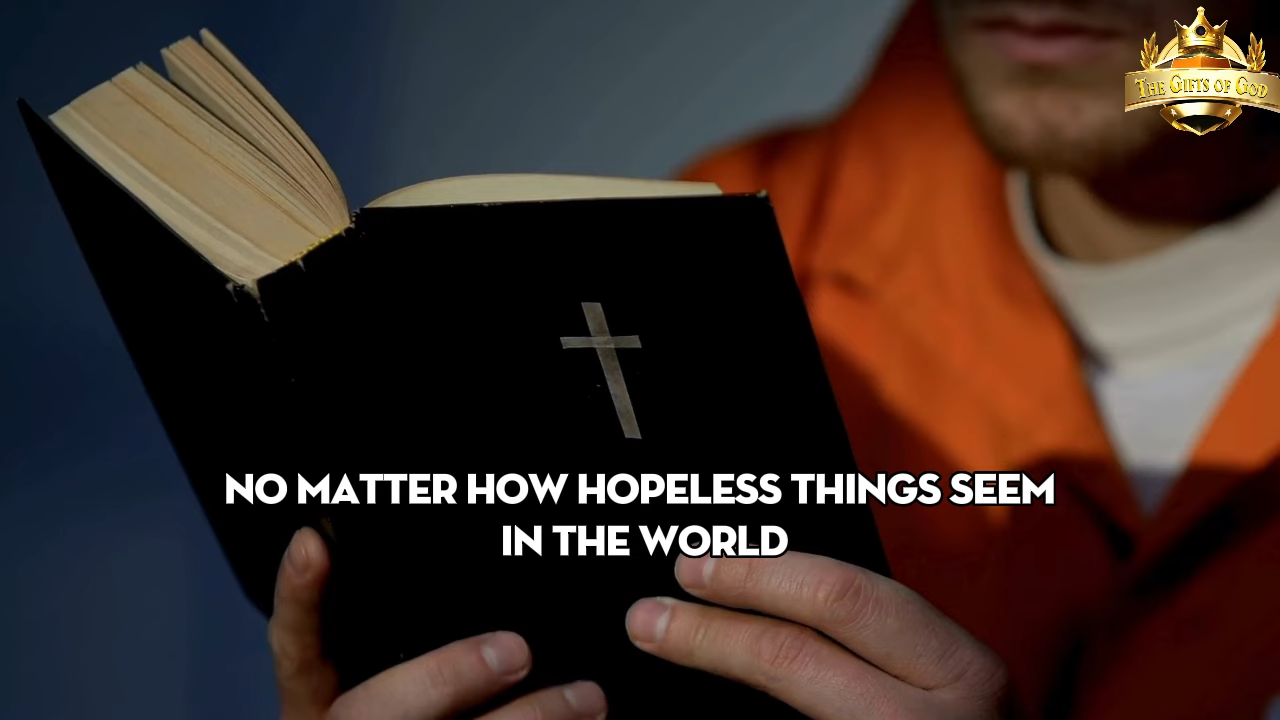 THE GIFTS OF GOD
NO MATTER HOW HOPELESS THINGS SEEM
IN THE WORLD